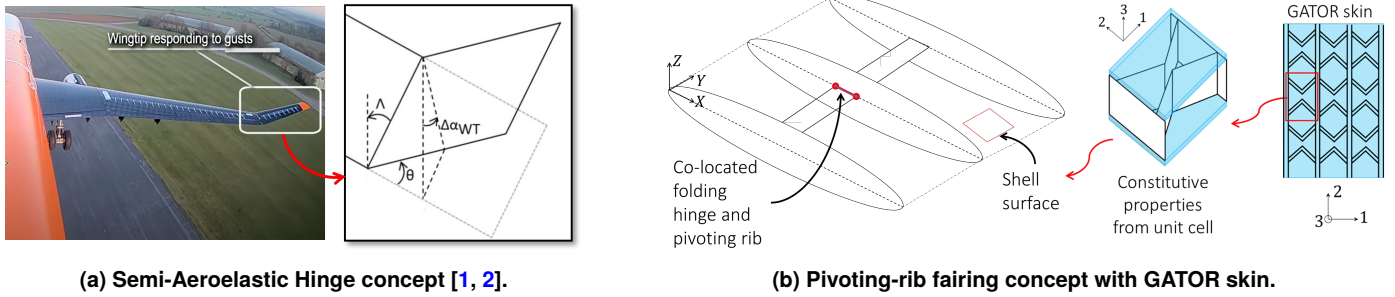 Wingtip responding to gusts
Λ
Δα_WT
θ
(a) Semi-Aeroelastic Hinge concept [1, 2].
Z
Y
X
Co-located
folding
hinge and
pivoting rib
Shell
surface
3
2
1
Constitutive
properties
from unit cell
GATOR skin
2
3
1
(b) Pivoting-rib fairing concept with GATOR skin.